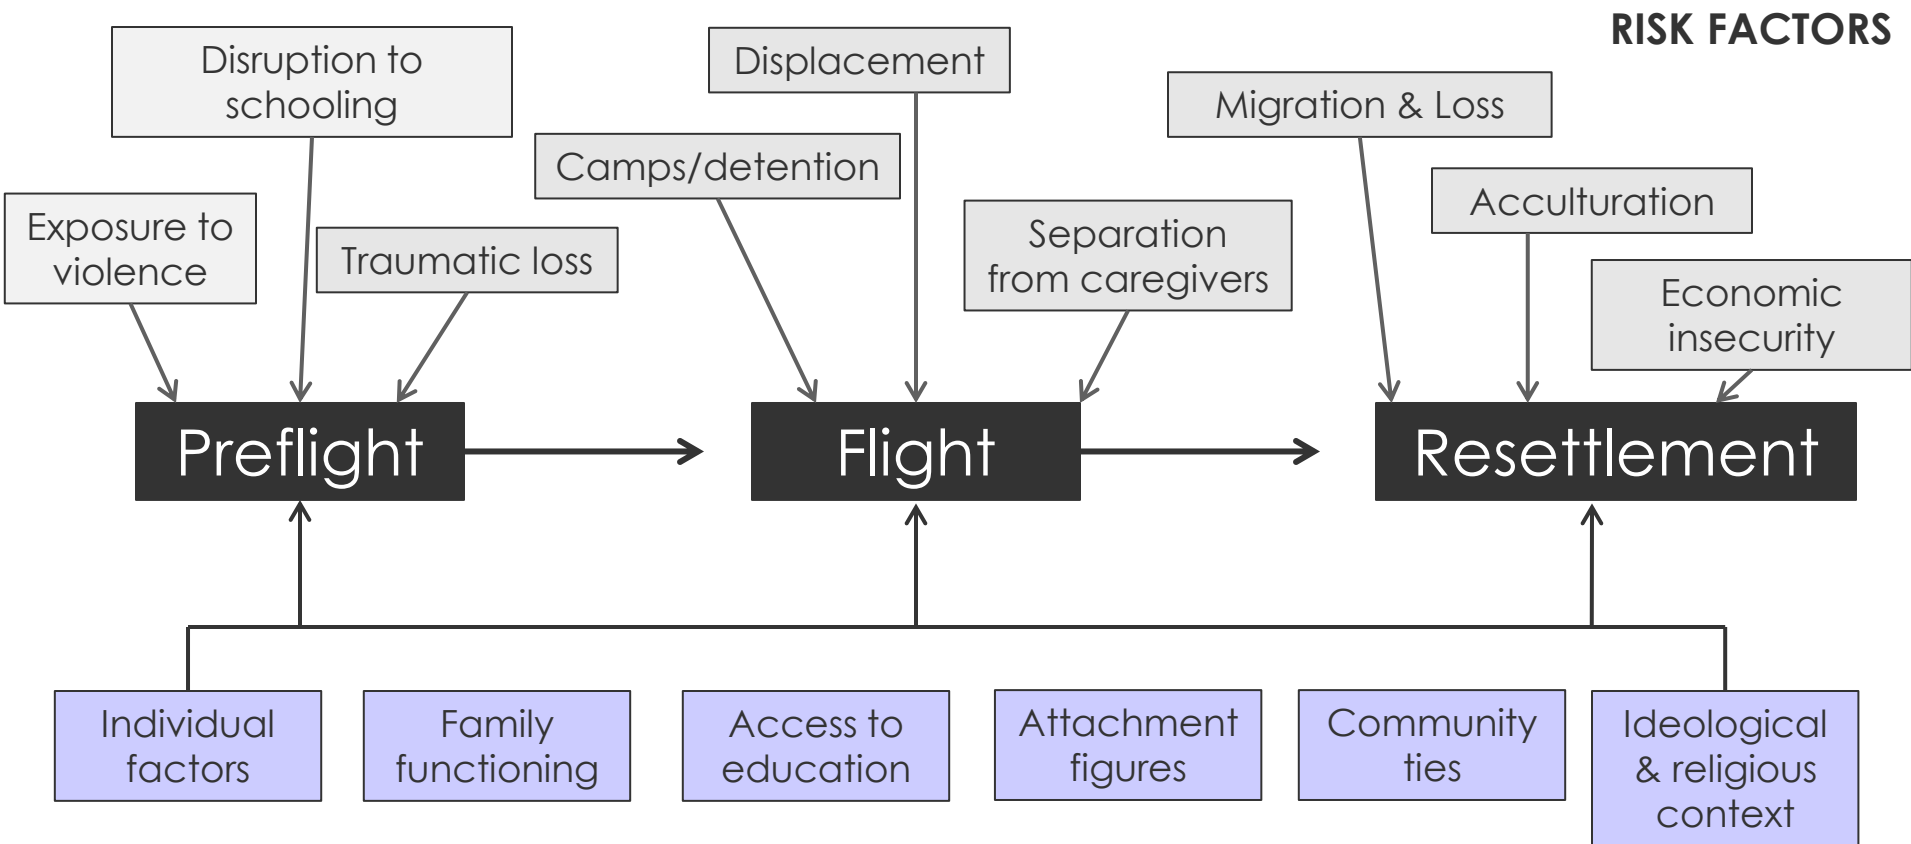 RISK FACTORS
Disruption to
schooling
Displacement
Migration & Loss
Camps/detention
Acculturation
Exposure to
violence
Traumatic loss
Separation
from caregivers
Economic
insecurity
Preflight
Flight
Resettlement
Individual
factors
Family
functioning
Access to
education
Attachment
figures
Community
ties
Ideological
& religious
context